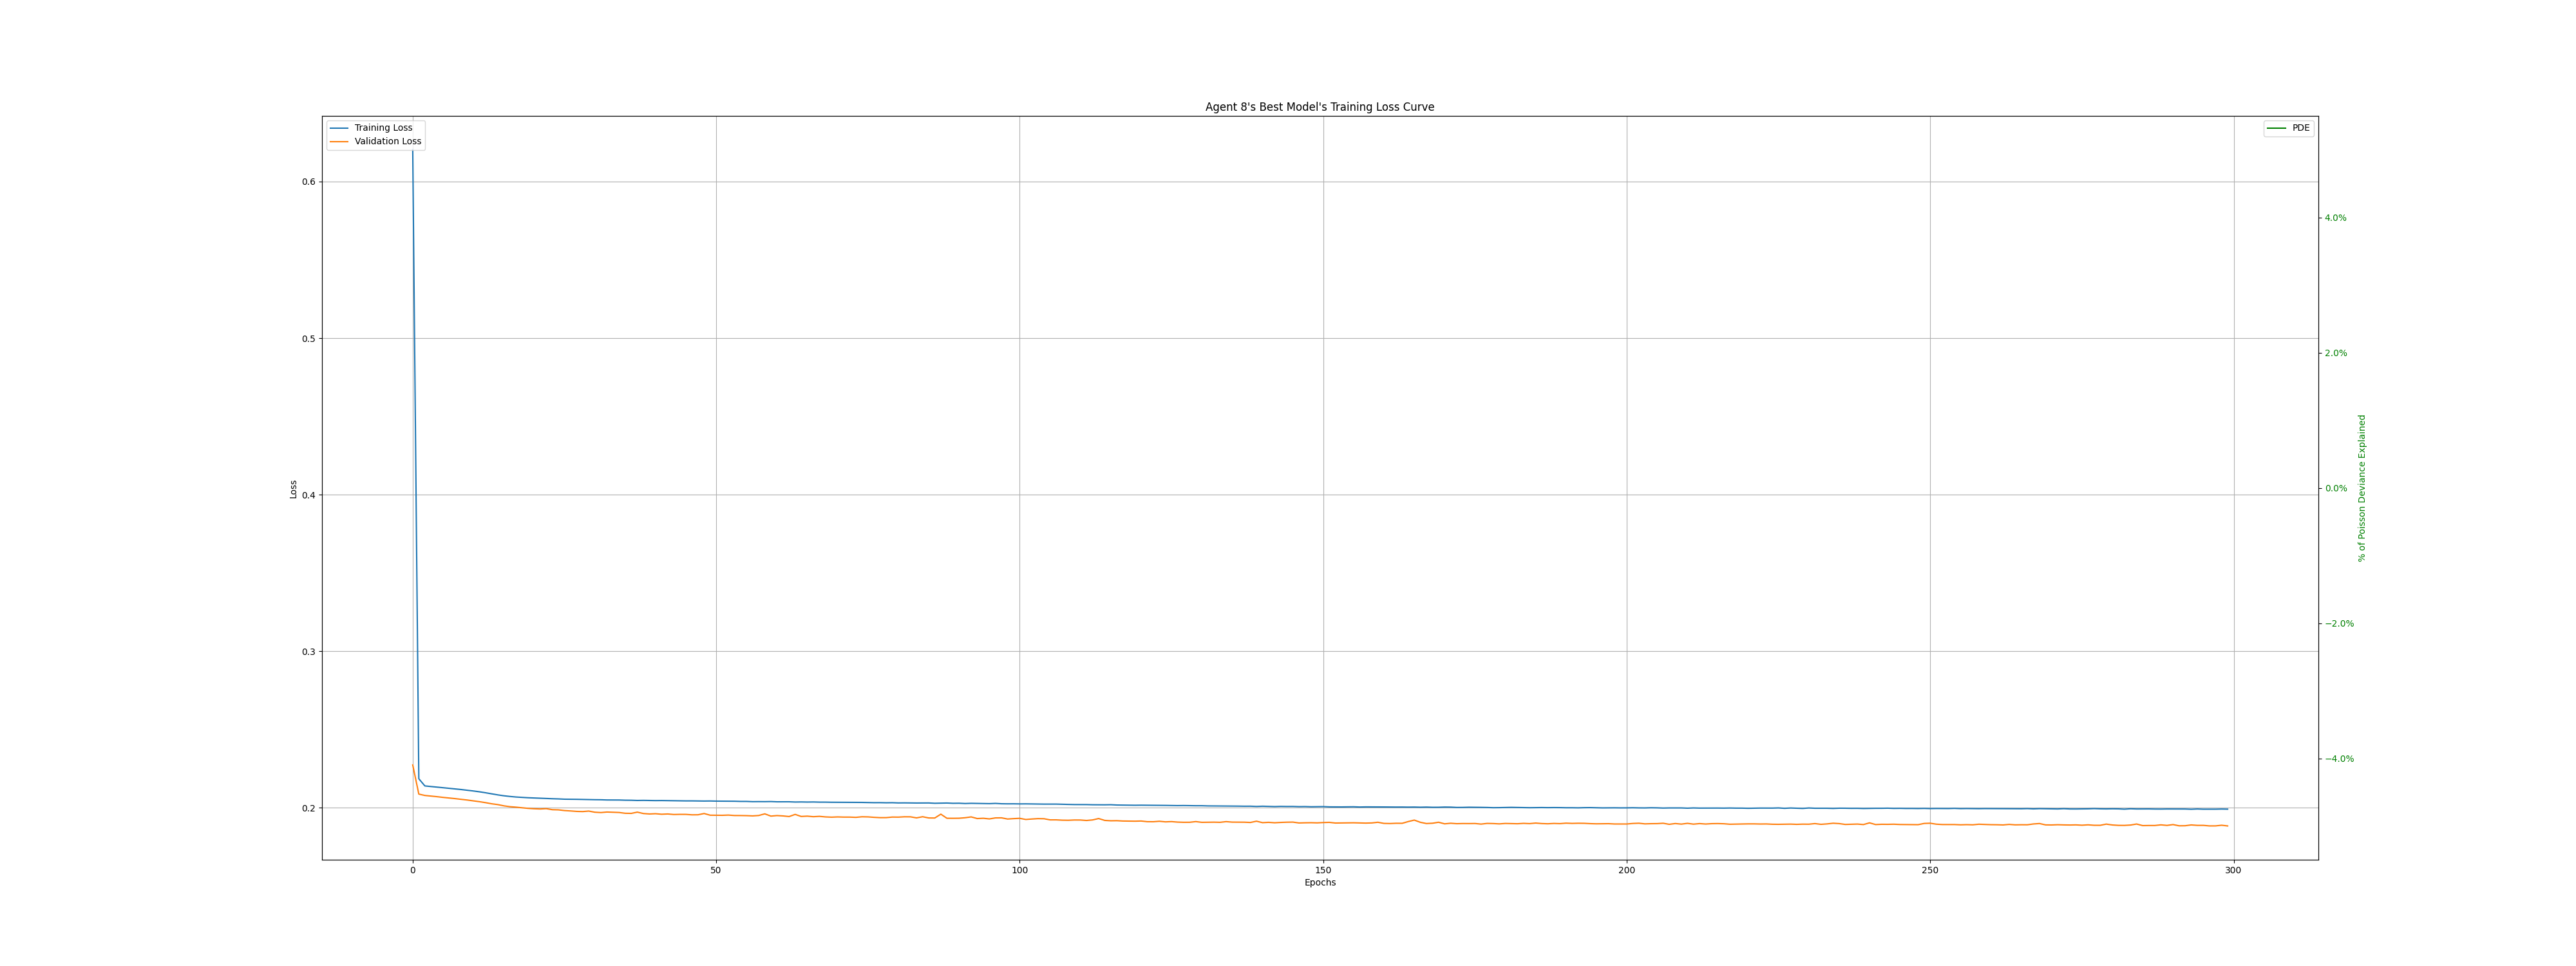 Agent 8's Best Model's Training Loss Curve
Training Loss
Validation Loss
PDE
0.6
0.5
0.4
0.3
0.2
Loss
4.0%
2.0%
0.0%
−2.0%
−4.0%
% of Poisson Deviance Explained
0
50
100
150
200
250
300
Epochs